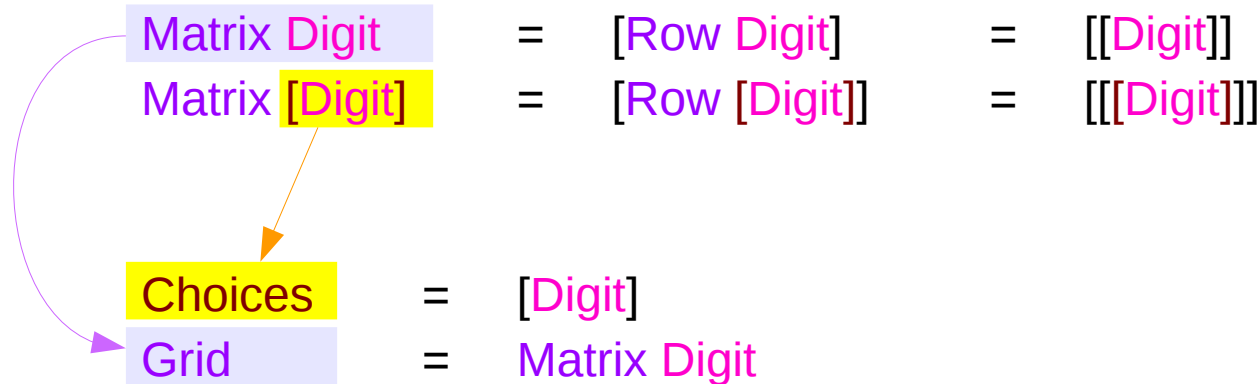 Matrix Digit = [Row Digit] = [[Digit]]
Matrix [Digit] = [Row [Digit]] = [[[Digit]]]
Choices = [Digit]
Grid = Matrix Digit